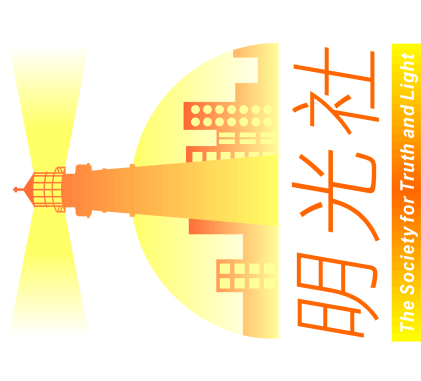 明光社
The Society for Truth and Light